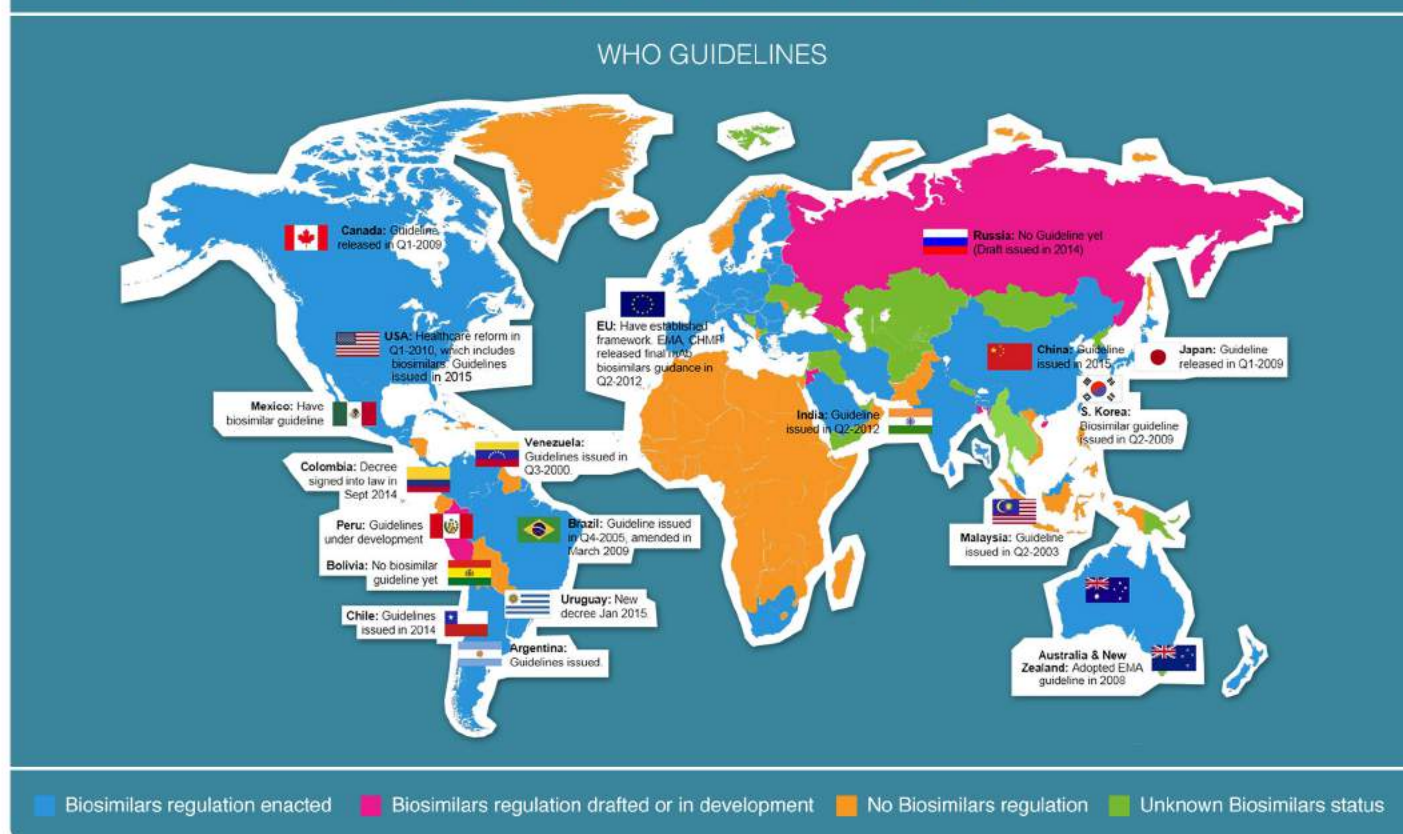 WHO GUIDELINES
Canada: Guideline
released in Q1-2009
Russia: No Guideline yet
(Draft issued in 2014)
USA: Healthcare reform in
Q1-2010, which includes
biosimilars. Guidelines
issued in 2015
EU: Have established
framework. EMA, CHMP
released final mAb
biosimilars guidance in
Q2-2012
China: Guideline
issued in 2015
Japan: Guideline
released in Q1-2009
Mexico: Have
biosimilar guideline
India: Guideline
issued in Q2-2012
S. Korea:
Biosimilar guideline
issued in Q2-2009
Venezuela:
Guidelines issued in
Q3-2000.
Colombia: Decree
signed into law in
Sept 2014
Peru: Guidelines
under development
Brazil: Guideline issued
in Q4-2005, amended in
March 2009
Malaysia: Guideline
issued in Q2-2003
Bolivia: No biosimilar
guideline yet
Uruguay: New
decree Jan 2015.
Chile: Guidelines
issued in 2014
Argentina:
Guidelines issued.
Australia & New
Zealand: Adopted EMA
guideline in 2008
Biosimilars regulation enacted
Biosimilars regulation drafted or in development
No Biosimilars regulation
Unknown Biosimilars status